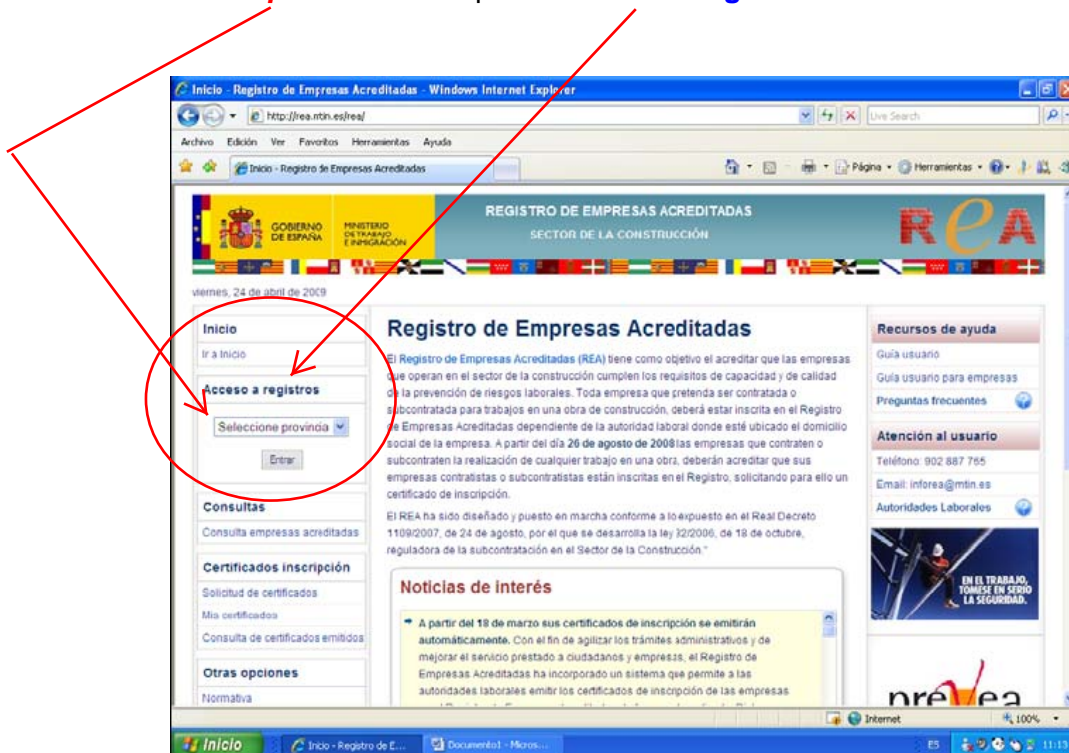 Inicio - Registro de Empresas Acreditadas - Windows Internet Explorer
http://rea.mtin.es/rea/
Live Search
Archivo Edición Ver Favoritos Herramientas Ayuda
Inicio - Registro de Empresas Acreditadas
Página
Herramientas
GOBIERNO DE ESPAÑA
MINISTERIO DE TRABAJO E INMIGRACIÓN
REGISTRO DE EMPRESAS ACREDITADAS
SECTOR DE LA CONSTRUCCIÓN
ReA
viernes, 24 de abril de 2009
Inicio
Ir a Inicio
Acceso a registros
Seleccione provincia
Entrar
Consultas
Consulta empresas acreditadas
Certificados inscripción
Solicitud de certificados
Mis certificados
Consulta de certificados emitidos
Otras opciones
Normativa
Registro de Empresas Acreditadas
El Registro de Empresas Acreditadas (REA) tiene como objetivo el acreditar que las empresas
que operan en el sector de la construcción cumplen los requisitos de capacidad y de calidad
de la prevención de riesgos laborales. Toda empresa que pretenda ser contratada o
subcontratada para trabajos en una obra de construcción, deberá estar inscrita en el Registro
de Empresas Acreditadas dependiente de la autoridad laboral donde esté ubicado el domicilio
social de la empresa. A partir del día 26 de agosto de 2008 las empresas que contraten o
subcontraten la realización de cualquier trabajo en una obra, deberán acreditar que sus
empresas contratistas o subcontratistas están inscritas en el Registro, solicitando para ello un
certificado de inscripción.
El REA ha sido diseñado y puesto en marcha conforme a lo expuesto en el Real Decreto
1109/2007, de 24 de agosto, por el que se desarrolla la ley 32/2006, de 18 de octubre,
reguladora de la subcontratación en el Sector de la Construcción."
Noticias de interés
A partir del 18 de marzo sus certificados de inscripción se emitirán
automáticamente. Con el fin de agilizar los trámites administrativos y de
mejorar el servicio prestado a ciudadanos y empresas, el Registro de
Empresas Acreditadas ha incorporado un sistema que permite a las
autoridades laborales emitir los certificados de inscripción de las empresas
Recursos de ayuda
Guía usuario
Guía usuario para empresas
Preguntas frecuentes
Atención al usuario
Teléfono: 902 887 765
Email: inforea@mtin.es
Autoridades Laborales
EN EL TRABAJO,
TÓMESE EN SERIO
LA SEGURIDAD.
prevea
Internet
100%
Inicio
Inicio - Registro de E...
Documento1 - Micros...
ES
11:13